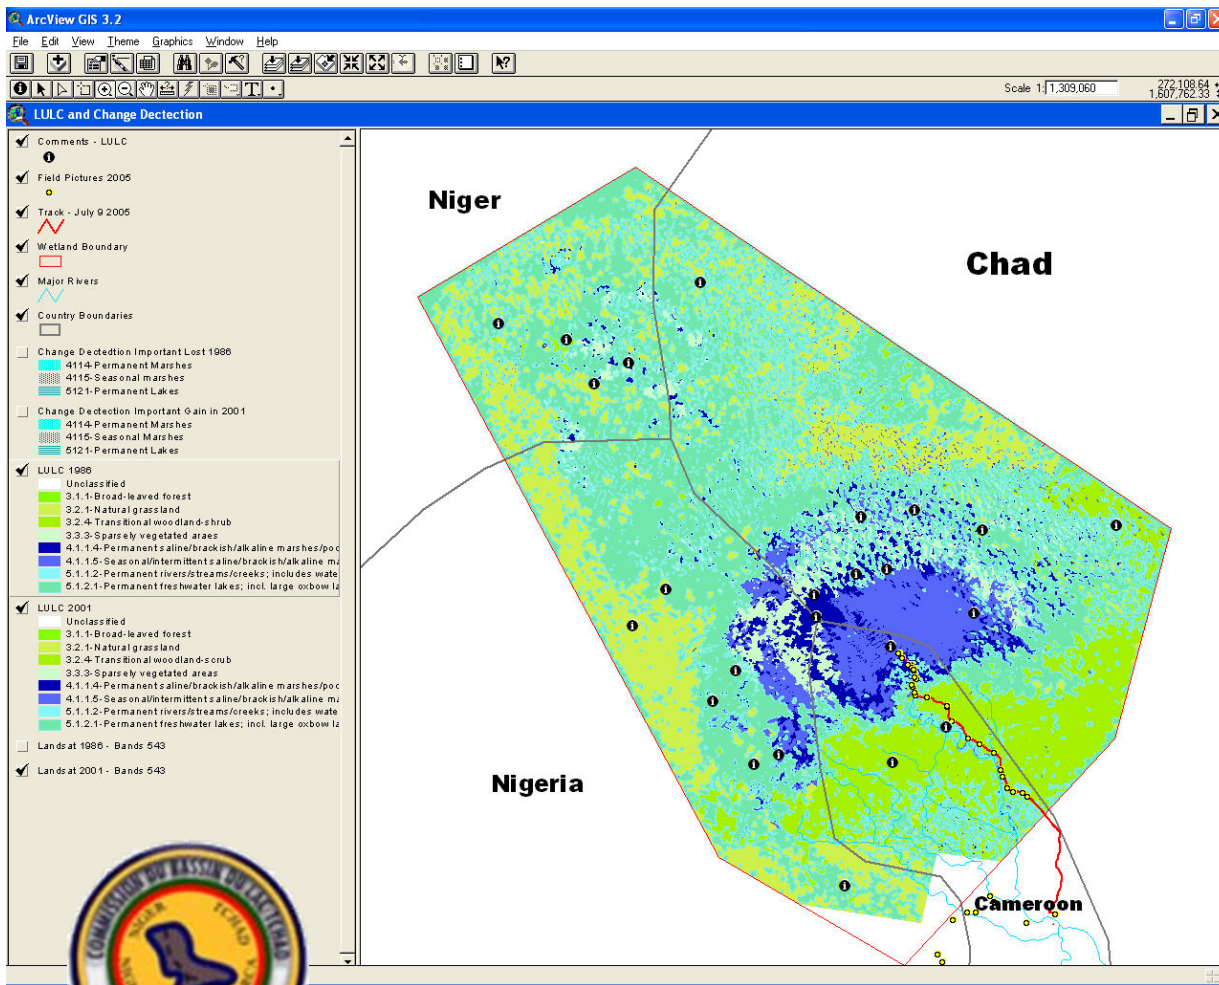 ArcView GIS 3.2
File Edit View Theme Graphics Window Help
Scale 1: 1,309,060
272,108.64
1,607,762.33
LULC and Change Dectection
Comments - LULC
Field Pictures 2005
Track - July 9 2005
Wetland Boundary
Major Rivers
Country Boundaries
Change Dectedtion Important Lost 1986
4114-Permanent Marshes
4115-Seasonal marshes
5121-Permanent Lakes
Change Dectection Important Gain in 2001
4114-Permanent Marshes
4115-Seasonal Marshes
5121-Permanent Lakes
LULC 1986
Unclassified
3.1.1-Broad-leaved forest
3.2.1-Natural grassland
3.2.4-Transitional woodland-shrub
3.3.3-Sparsely vegetated araes
4.1.1.4-Permanent saline/brackish/alkaline marshes/poo
4.1.1.5-Seasonal/intermittent saline/brackish/alkaline ma
5.1.1.2-Permanent rivers/streams/creeks; includes wate
5.1.2.1-Permanent freshwater lakes; incl. large oxbow la
LULC 2001
Unclassified
3.1.1-Broad-leaved forest
3.2.1-Natural grassland
3.2.4-Transitional woodland-scrub
3.3.3-Sparsely vegetated areas
4.1.1.4-Permanent saline/brackish/alkaline marshes/poo
4.1.1.5-Seasonal/intermittent saline/brackish/alkaline ma
5.1.1.2-Permanent rivers/streams/creeks; includes wate
5.1.2.1-Permanent freshwater lakes; incl. large oxbow la
Landsat 1986 - Bands 543
Landsat 2001 - Bands 543
Niger
Chad
Nigeria
Cameroon
COMMISSION DU BASSIN DU LAC TCHAD
NIGER
TCHAD